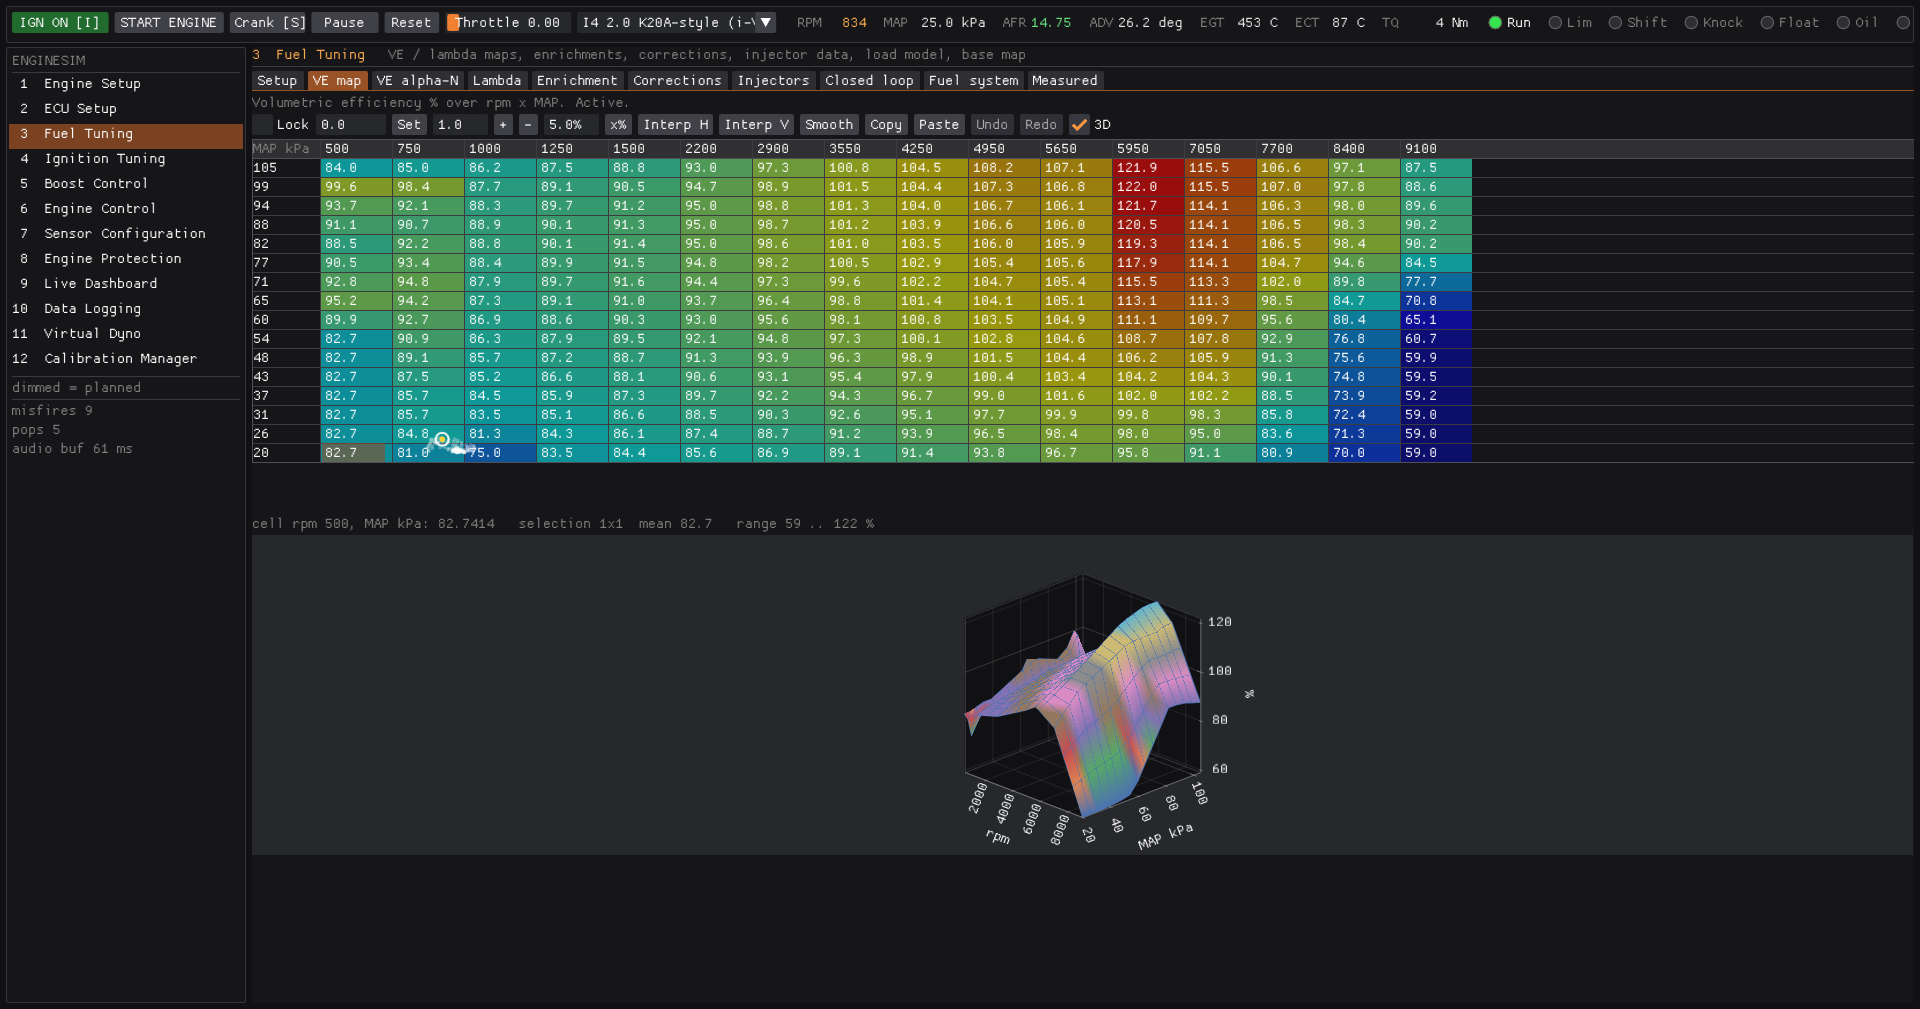 IGN ON [I] START ENGINE Crank [S] Pause Reset Throttle 0.00 I4 2.0 K20A-style (i-V RPM 834 MAP 25.0 kPa AFR 14.75 ADV 26.2 deg EGT 453 C ECT 87 C TQ 4 Nm Run Lim Shift Knock Float Oil
ENGINESIM
1 Engine Setup
2 ECU Setup
3 Fuel Tuning
4 Ignition Tuning
5 Boost Control
6 Engine Control
7 Sensor Configuration
8 Engine Protection
9 Live Dashboard
10 Data Logging
11 Virtual Dyno
12 Calibration Manager
dimmed = planned
misfires 9
pops 5
audio buf 61 ms
3 Fuel Tuning VE / lambda maps, enrichments, corrections, injector data, load model, base map
Setup VE map VE alpha-N Lambda Enrichment Corrections Injectors Closed loop Fuel system Measured
Volumetric efficiency % over rpm x MAP. Active.
Lock 0.0 Set 1.0 + - 5.0% x% Interp H Interp V Smooth Copy Paste Undo Redo 3D
MAP kPa 500 750 1000 1250 1500 2200 2900 3550 4250 4950 5650 5950 7050 7700 8400 9100
105 84.0 85.0 86.2 87.5 88.8 93.0 97.3 100.8 104.5 108.2 107.1 121.9 115.5 106.6 97.1 87.5
99 99.6 98.4 87.7 89.1 90.5 94.7 98.9 101.5 104.4 107.3 106.8 122.0 115.5 107.0 97.8 88.6
94 93.7 92.1 88.3 89.7 91.2 95.0 98.8 101.3 104.0 106.7 106.1 121.7 114.1 106.3 98.0 89.6
88 91.1 90.7 88.9 90.1 91.3 95.0 98.7 101.2 103.9 106.6 106.0 120.5 114.1 106.5 98.3 90.2
82 88.5 92.2 88.8 90.1 91.4 95.0 98.6 101.0 103.5 106.0 105.9 119.3 114.1 106.5 98.4 90.2
77 90.5 93.4 88.4 89.9 91.5 94.8 98.2 100.5 102.9 105.4 105.6 117.9 114.1 104.7 94.6 84.5
71 92.8 94.8 87.9 89.7 91.6 94.4 97.3 99.6 102.2 104.7 105.4 115.5 113.3 102.0 89.8 77.7
65 95.2 94.2 87.3 89.1 91.0 93.7 96.4 98.8 101.4 104.1 105.1 113.1 111.3 98.5 84.7 70.8
60 89.9 92.7 86.9 88.6 90.3 93.0 95.6 98.1 100.8 103.5 104.9 111.1 109.7 95.6 80.4 65.1
54 82.7 90.9 86.3 87.9 89.5 92.1 94.8 97.3 100.1 102.8 104.6 108.7 107.8 92.9 76.8 60.7
48 82.7 89.1 85.7 87.2 88.7 91.3 93.9 96.3 98.9 101.5 104.4 106.2 105.9 91.3 75.6 59.9
43 82.7 87.5 85.2 86.6 88.1 90.6 93.1 95.4 97.9 100.4 103.4 104.2 104.3 90.1 74.8 59.5
37 82.7 85.7 84.5 85.9 87.3 89.7 92.2 94.3 96.7 99.0 101.6 102.0 102.2 88.5 73.9 59.2
31 82.7 85.7 83.5 85.1 86.6 88.5 90.3 92.6 95.1 97.7 99.9 99.8 98.3 85.8 72.4 59.0
26 82.7 84.8 81.3 84.3 86.1 87.4 88.7 91.2 93.9 96.5 98.4 98.0 95.0 83.6 71.3 59.0
20 82.7 81.0 75.0 83.5 84.4 85.6 86.9 89.1 91.4 93.8 96.7 95.8 91.1 80.9 70.0 59.0
cell rpm 500, MAP kPa: 82.7414 selection 1x1 mean 82.7 range 59 .. 122 %
120
100
80
60
%
2000 4000 6000 8000
rpm
20 40 60 80 100
MAP kPa